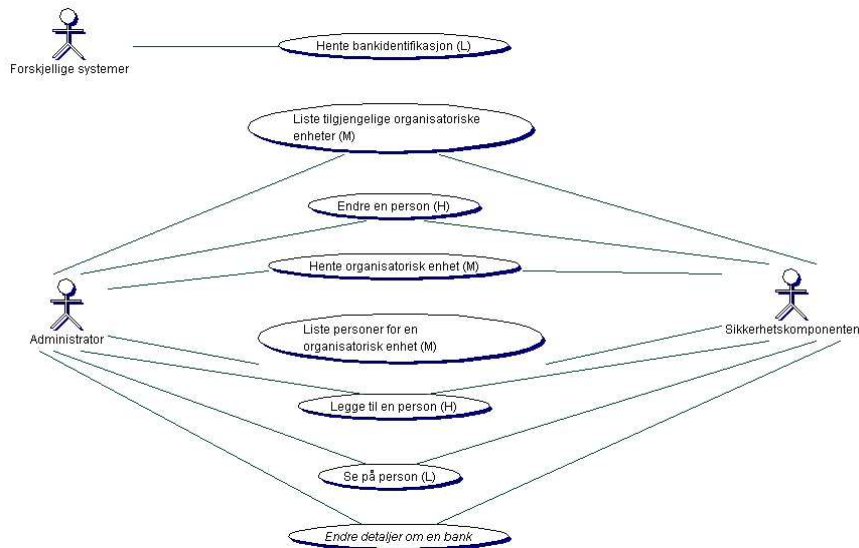 Hente bankidentifikasjon (L)
Forskjellige systemer
Liste tilgjengelige organisatoriske
enheter (M)
Endre en person (H)
Hente organisatorisk enhet (M)
Administrator
Liste personer for en
organisatorisk enhet (M)
Sikkerhetskomponenten
Legge til en person (H)
Se på person (L)
Endre detaljer om en bank